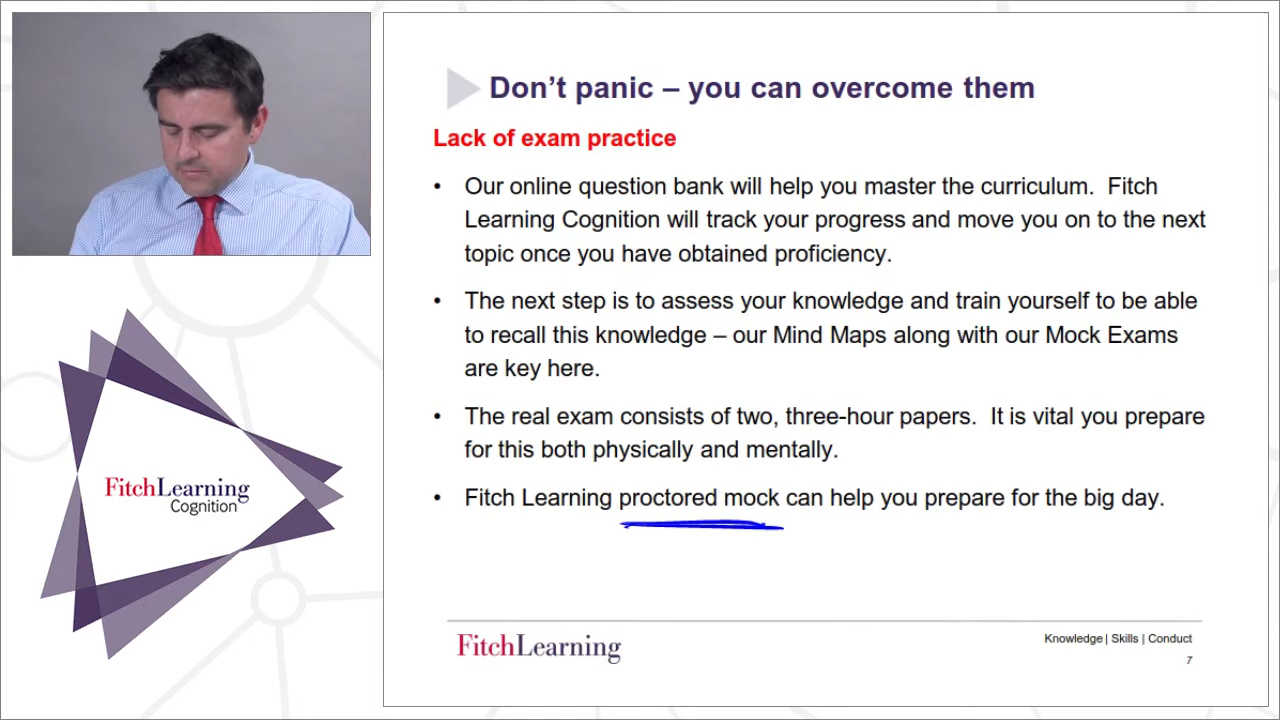 Don't panic – you can overcome them
Lack of exam practice
• Our online question bank will help you master the curriculum. Fitch
Learning Cognition will track your progress and move you on to the next
topic once you have obtained proficiency.
• The next step is to assess your knowledge and train yourself to be able
to recall this knowledge – our Mind Maps along with our Mock Exams
are key here.
• The real exam consists of two, three-hour papers. It is vital you prepare
for this both physically and mentally.
• Fitch Learning proctored mock can help you prepare for the big day.
FitchLearning
Cognition
FitchLearning
Knowledge | Skills | Conduct
7